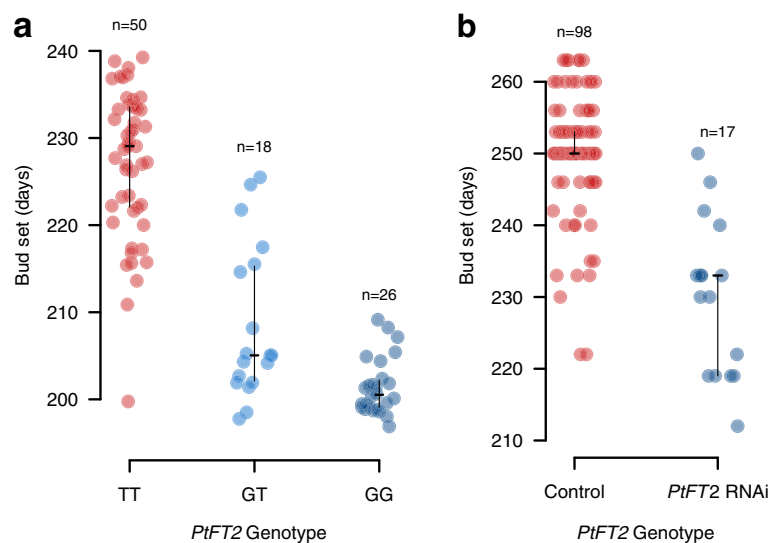 a
n=50
n=18
n=26
240
230
220
210
200
Bud set (days)
TT GT GG
PtFT2 Genotype
b
n=98
n=17
260
250
240
230
220
210
Bud set (days)
Control PtFT2 RNAi
PtFT2 Genotype